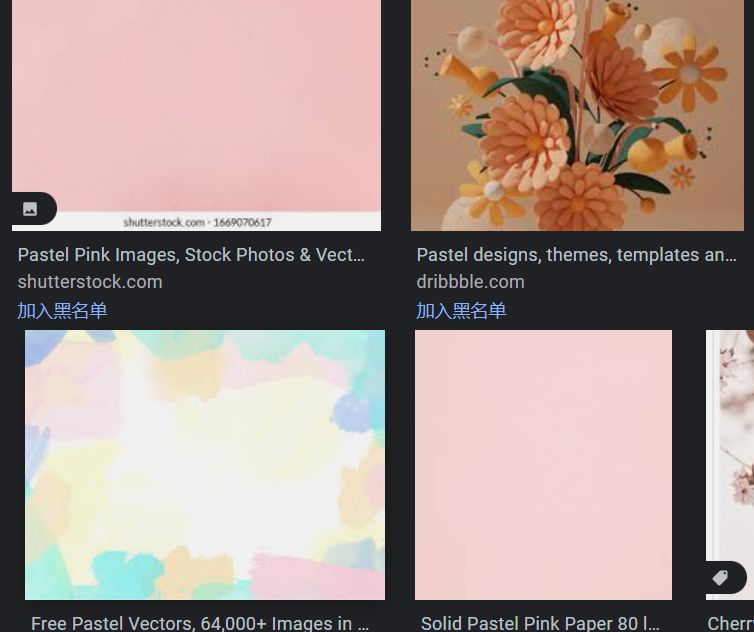 shutterstock.com · 1669070617
Pastel Pink Images, Stock Photos & Vect...
Pastel designs, themes, templates an...
shutterstock.com
dribbble.com
加入黑名单
加入黑名单
Free Pastel Vectors, 64,000+ Images in ...
Solid Pastel Pink Paper 80 l...
Cherr